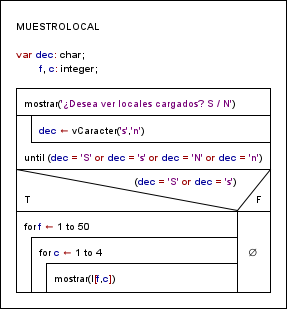 MUESTROLOCAL
var dec: char;
f, c: integer;
mostrar('¿Desea ver locales cargados? S / N')
dec ← vCaracter('s','n')
until (dec = 'S' or dec = 's' or dec = 'N' or dec = 'n')
(dec = 'S' or dec = 's')
T F
for f ← 1 to 50
for c ← 1 to 4
Ø
mostrar(l[f,c])